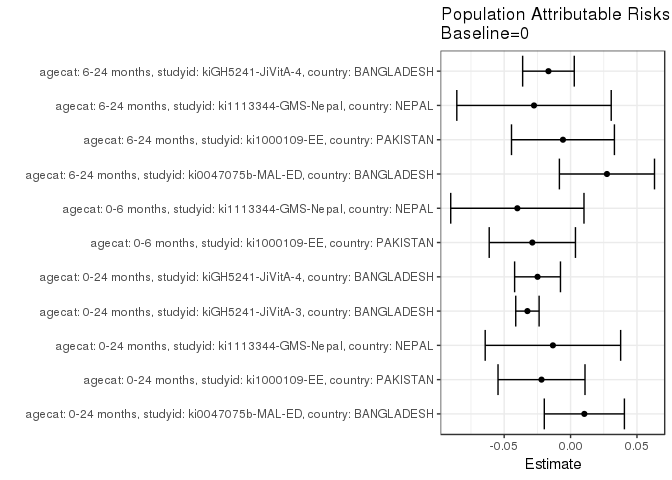 Population Attributable Risks
Baseline=0
agecat: 6-24 months, studyid: kiGH5241-JiVitA-4, country: BANGLADESH
agecat: 6-24 months, studyid: ki1113344-GMS-Nepal, country: NEPAL
agecat: 6-24 months, studyid: ki1000109-EE, country: PAKISTAN
agecat: 6-24 months, studyid: ki0047075b-MAL-ED, country: BANGLADESH
agecat: 0-6 months, studyid: ki1113344-GMS-Nepal, country: NEPAL
agecat: 0-6 months, studyid: ki1000109-EE, country: PAKISTAN
agecat: 0-24 months, studyid: kiGH5241-JiVitA-4, country: BANGLADESH
agecat: 0-24 months, studyid: kiGH5241-JiVitA-3, country: BANGLADESH
agecat: 0-24 months, studyid: ki1113344-GMS-Nepal, country: NEPAL
agecat: 0-24 months, studyid: ki1000109-EE, country: PAKISTAN
agecat: 0-24 months, studyid: ki0047075b-MAL-ED, country: BANGLADESH
-0.05 0.00 0.05
Estimate